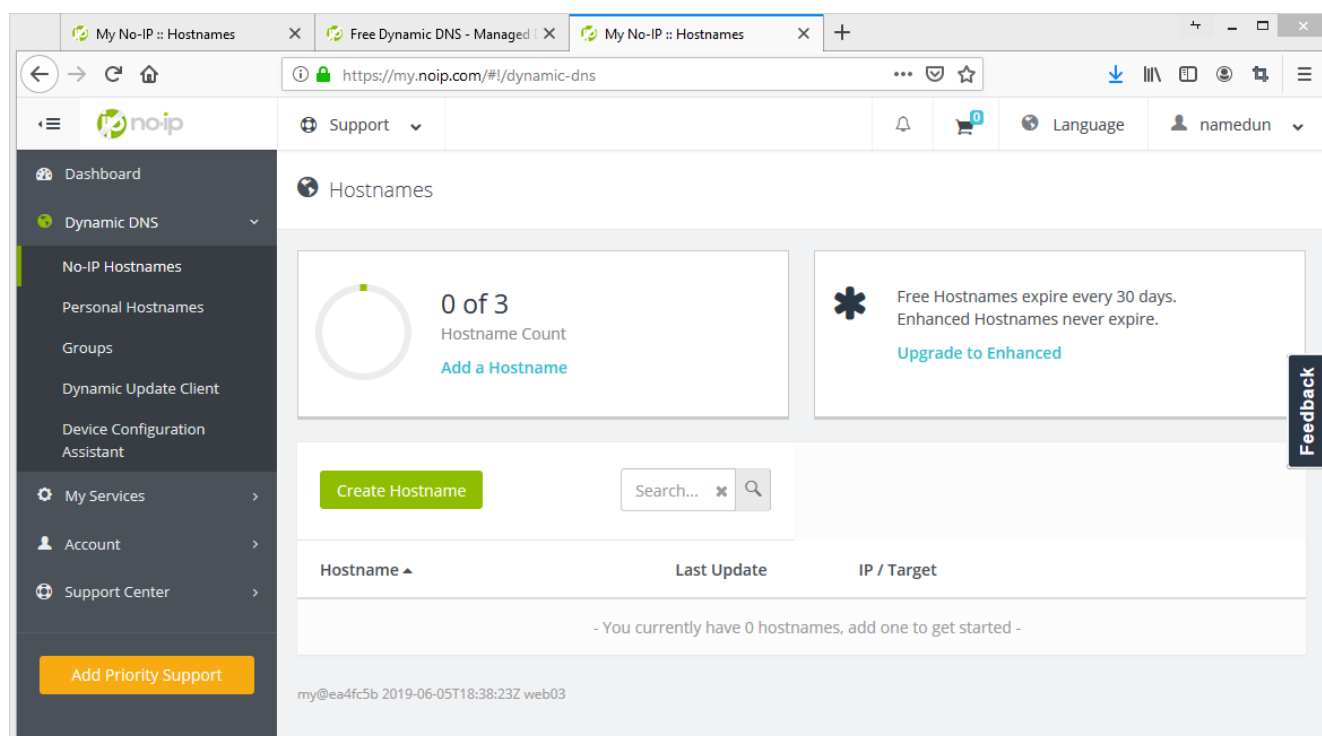 My No-IP :: Hostnames
Free Dynamic DNS - Managed
My No-IP :: Hostnames
https://my.noip.com/#!/dynamic-dns
no-ip
Support
0
Language
namedun
Dashboard
Dynamic DNS
No-IP Hostnames
Personal Hostnames
Groups
Dynamic Update Client
Device Configuration
Assistant
My Services
Account
Support Center
Add Priority Support
Hostnames
0 of 3
Hostname Count
Add a Hostname
Free Hostnames expire every 30 days.
Enhanced Hostnames never expire.
Upgrade to Enhanced
Feedback
Create Hostname
Search...
Hostname Last Update IP / Target
- You currently have 0 hostnames, add one to get started -
my@ea4fc5b 2019-06-05T18:38:23Z web03